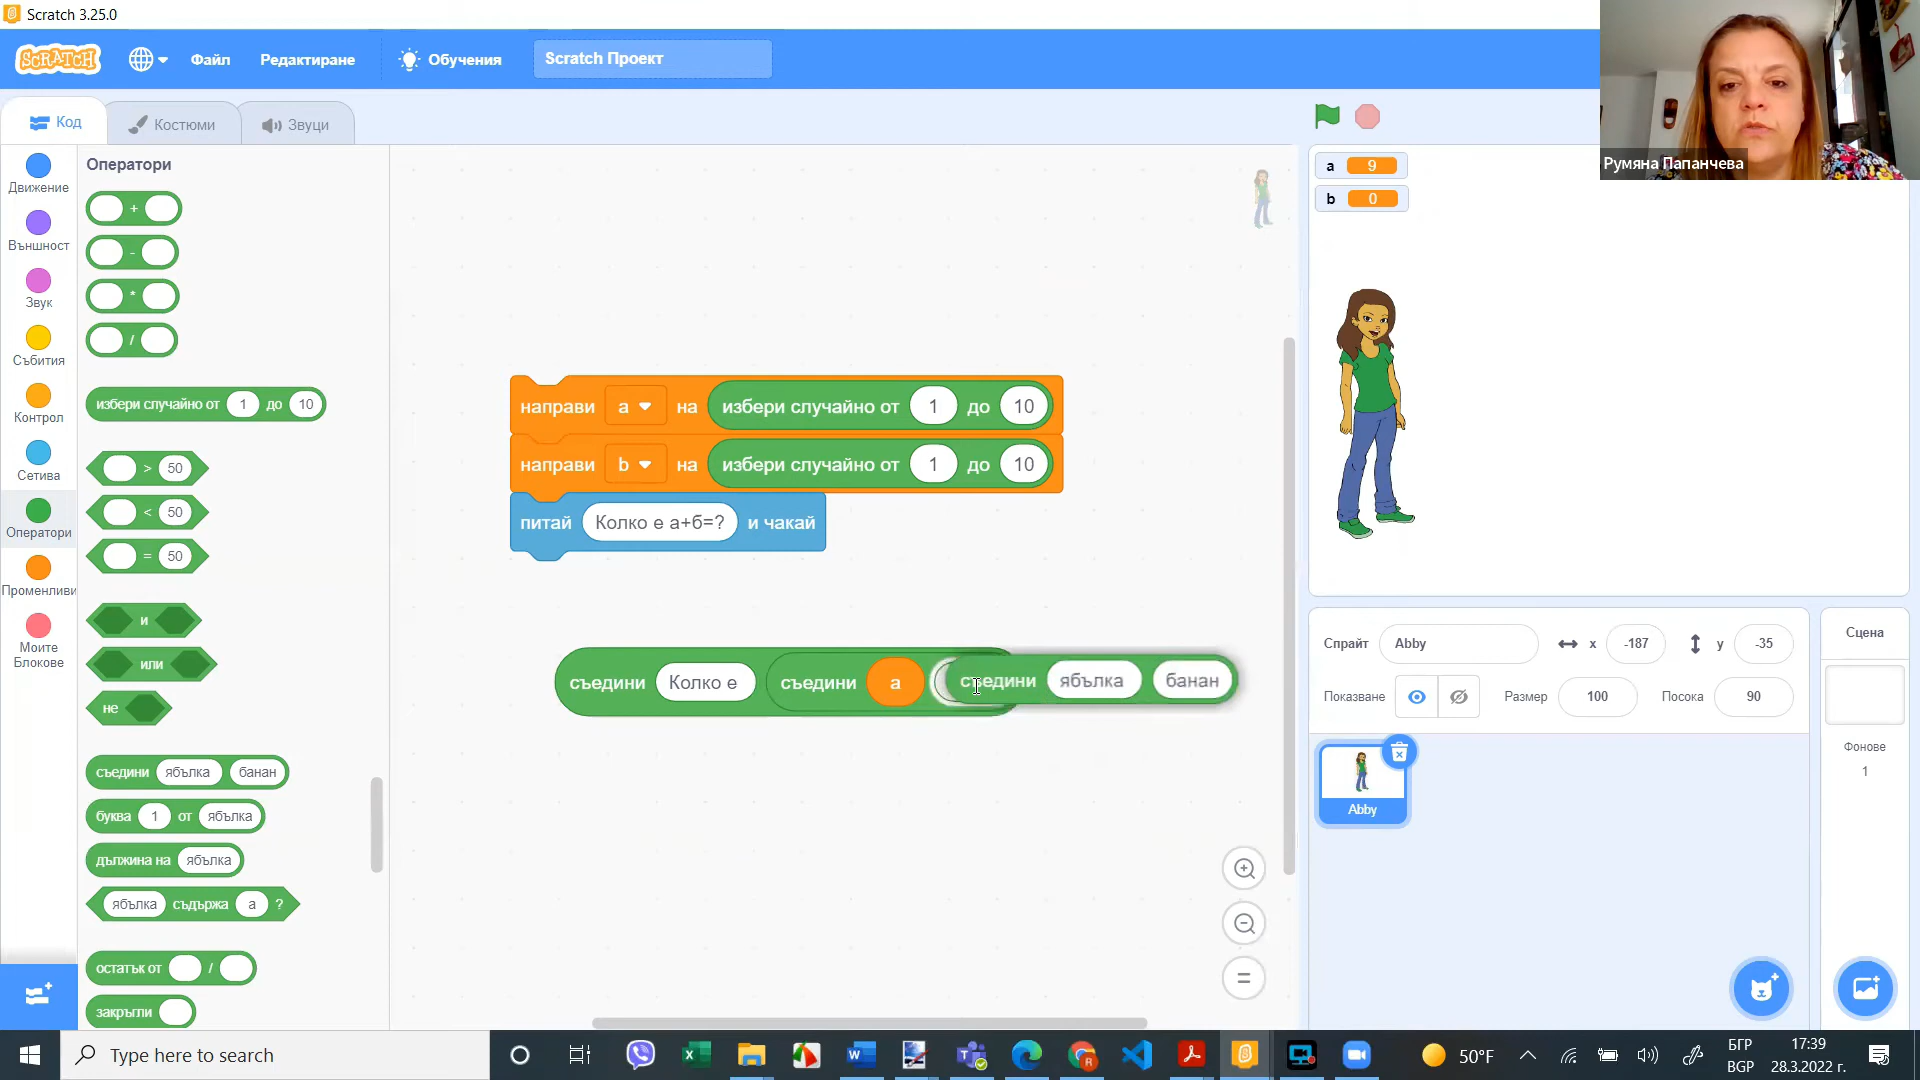 Scratch 3.25.0
SCRATCH
Файл
Редактиране
Обучения
Scratch Проект
Код
Костюми
Звуци
Румяна Папанчева
Движение
Външност
Звук
Събития
Контрол
Сетива
Оператори
Променливи
Моите
Блокове
Оператори
+
-
*
/
избери случайно от 1 до 10
> 50
< 50
= 50
и
или
не
съедини ябълка банан
буква 1 от ябълка
дължина на ябълка
ябълка съдържа а ?
остатък от /
закръгли
направи a на избери случайно от 1 до 10
направи b на избери случайно от 1 до 10
питай Колко е а+б=? и чакай
съедини Колко е съедини a съедини ябълка банан
a 9
b 0
Спрайт Abby x -187 y -35
Показване Размер 100 Посока 90
Abby
Сцена
Фонове
1
Type here to search
50°F
БГР
BGP
17:39
28.3.2022 г.